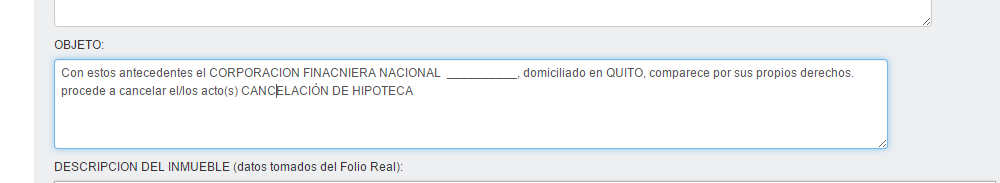 OBJETO:
Con estos antecedentes el CORPORACION FINACNIERA NACIONAL __________, domiciliado en QUITO, comparece por sus propios derechos.
procede a cancelar el/los acto(s) CANCELACIÓN DE HIPOTECA
DESCRIPCION DEL INMUEBLE (datos tomados del Folio Real):